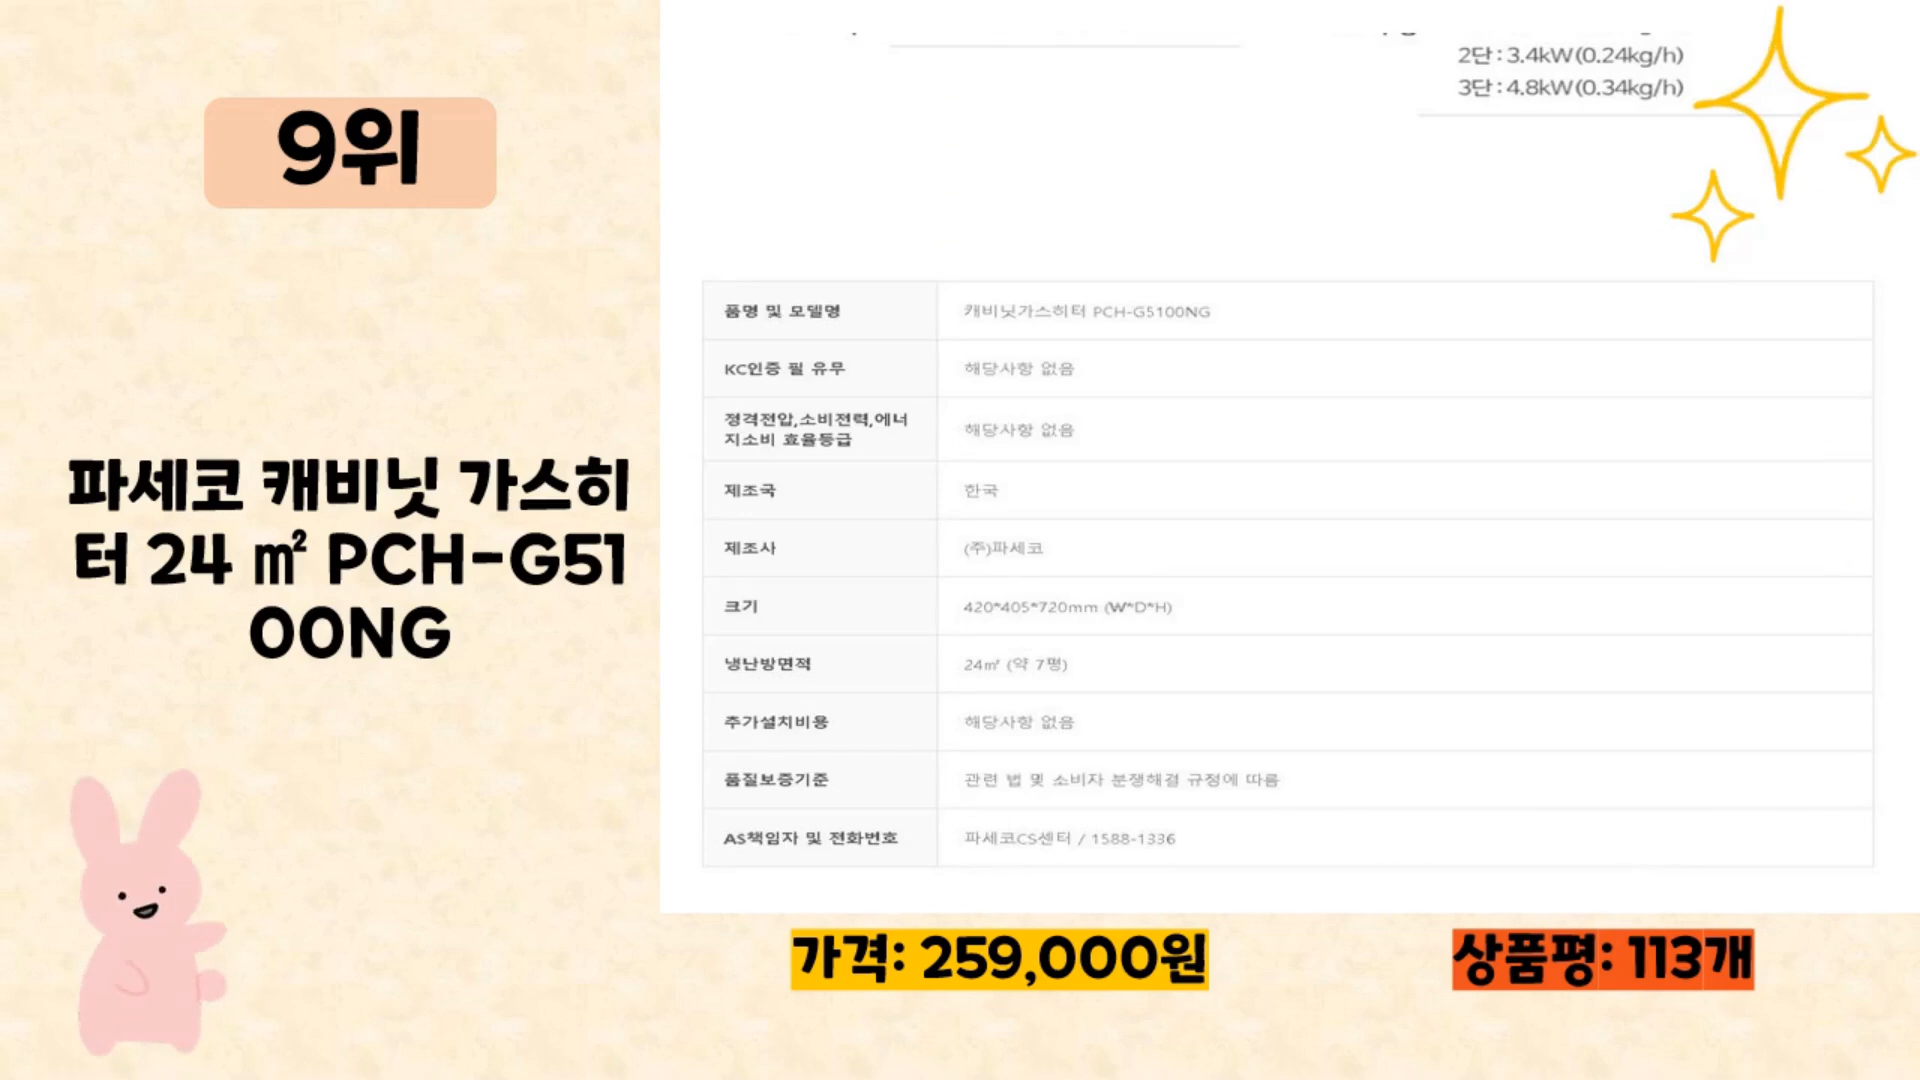 9위
파세코 캐비닛 가스히
터 24 ㎡ PCH-G51
00NG
2단 : 3.4kW(0.24kg/h)
3단 : 4.8kW(0.34kg/h)
품명 및 모델명 캐비닛가스히터 PCH-G5100NG
KC인증 필 유무 해당사항 없음
정격전압,소비전력,에너
지소비 효율등급 해당사항 없음
제조국 한국
제조사 (주)파세코
크기 420*405*720mm (W*D*H)
냉난방면적 24㎡ (약 7평)
추가설치비용 해당사항 없음
품질보증기준 관련 법 및 소비자 분쟁해결 규정에 따름
AS책임자 및 전화번호 파세코CS센터 / 1588-1336
가격: 259,000원
상품평: 113개